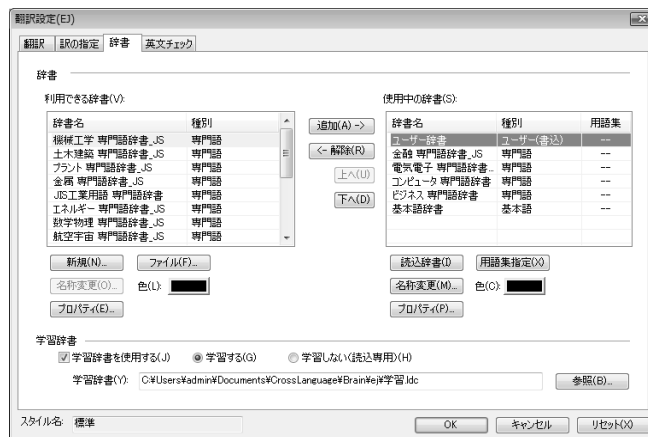 翻訳設定(EJ)
翻訳 訳の指定 辞書 英文チェック
辞書
利用できる辞書(V): 使用中の辞書(S):
辞書名 種別 辞書名 種別 用語集
機械工学 専門語辞書_JS 専門語
土木建築 専門語辞書_JS 専門語
プラント 専門語辞書_JS 専門語
金属 専門語辞書_JS 専門語
JIS工業用語 専門語辞書 専門語
エネルギー 専門語辞書_JS 専門語
数学物理 専門語辞書_JS 専門語
航空宇宙 専門語辞書_JS 専門語
追加(A) ->
<- 解除(R)
上へ(U)
下へ(D)
ユーザー辞書 ユーザー(書込) --
金融 専門語辞書_JS 専門語 --
電気電子 専門語辞書... 専門語 --
コンピュータ 専門語辞書 専門語 --
ビジネス 専門語辞書 専門語 --
基本語辞書 基本語 --
新規(N)... ファイル(F)... 読込辞書(I) 用語集指定(X)
名称変更(O)... 色(L): 名称変更(M)... 色(C):
プロパティ(E)... プロパティ(P)...
学習辞書
学習辞書を使用する(J) 学習する(G) 学習しない(読込専用)(H)
学習辞書(Y): C:¥Users¥admin¥Documents¥CrossLanguage¥Brain¥ej¥学習.ldc 参照(B)...
スタイル名: 標準 OK キャンセル リセット(X)